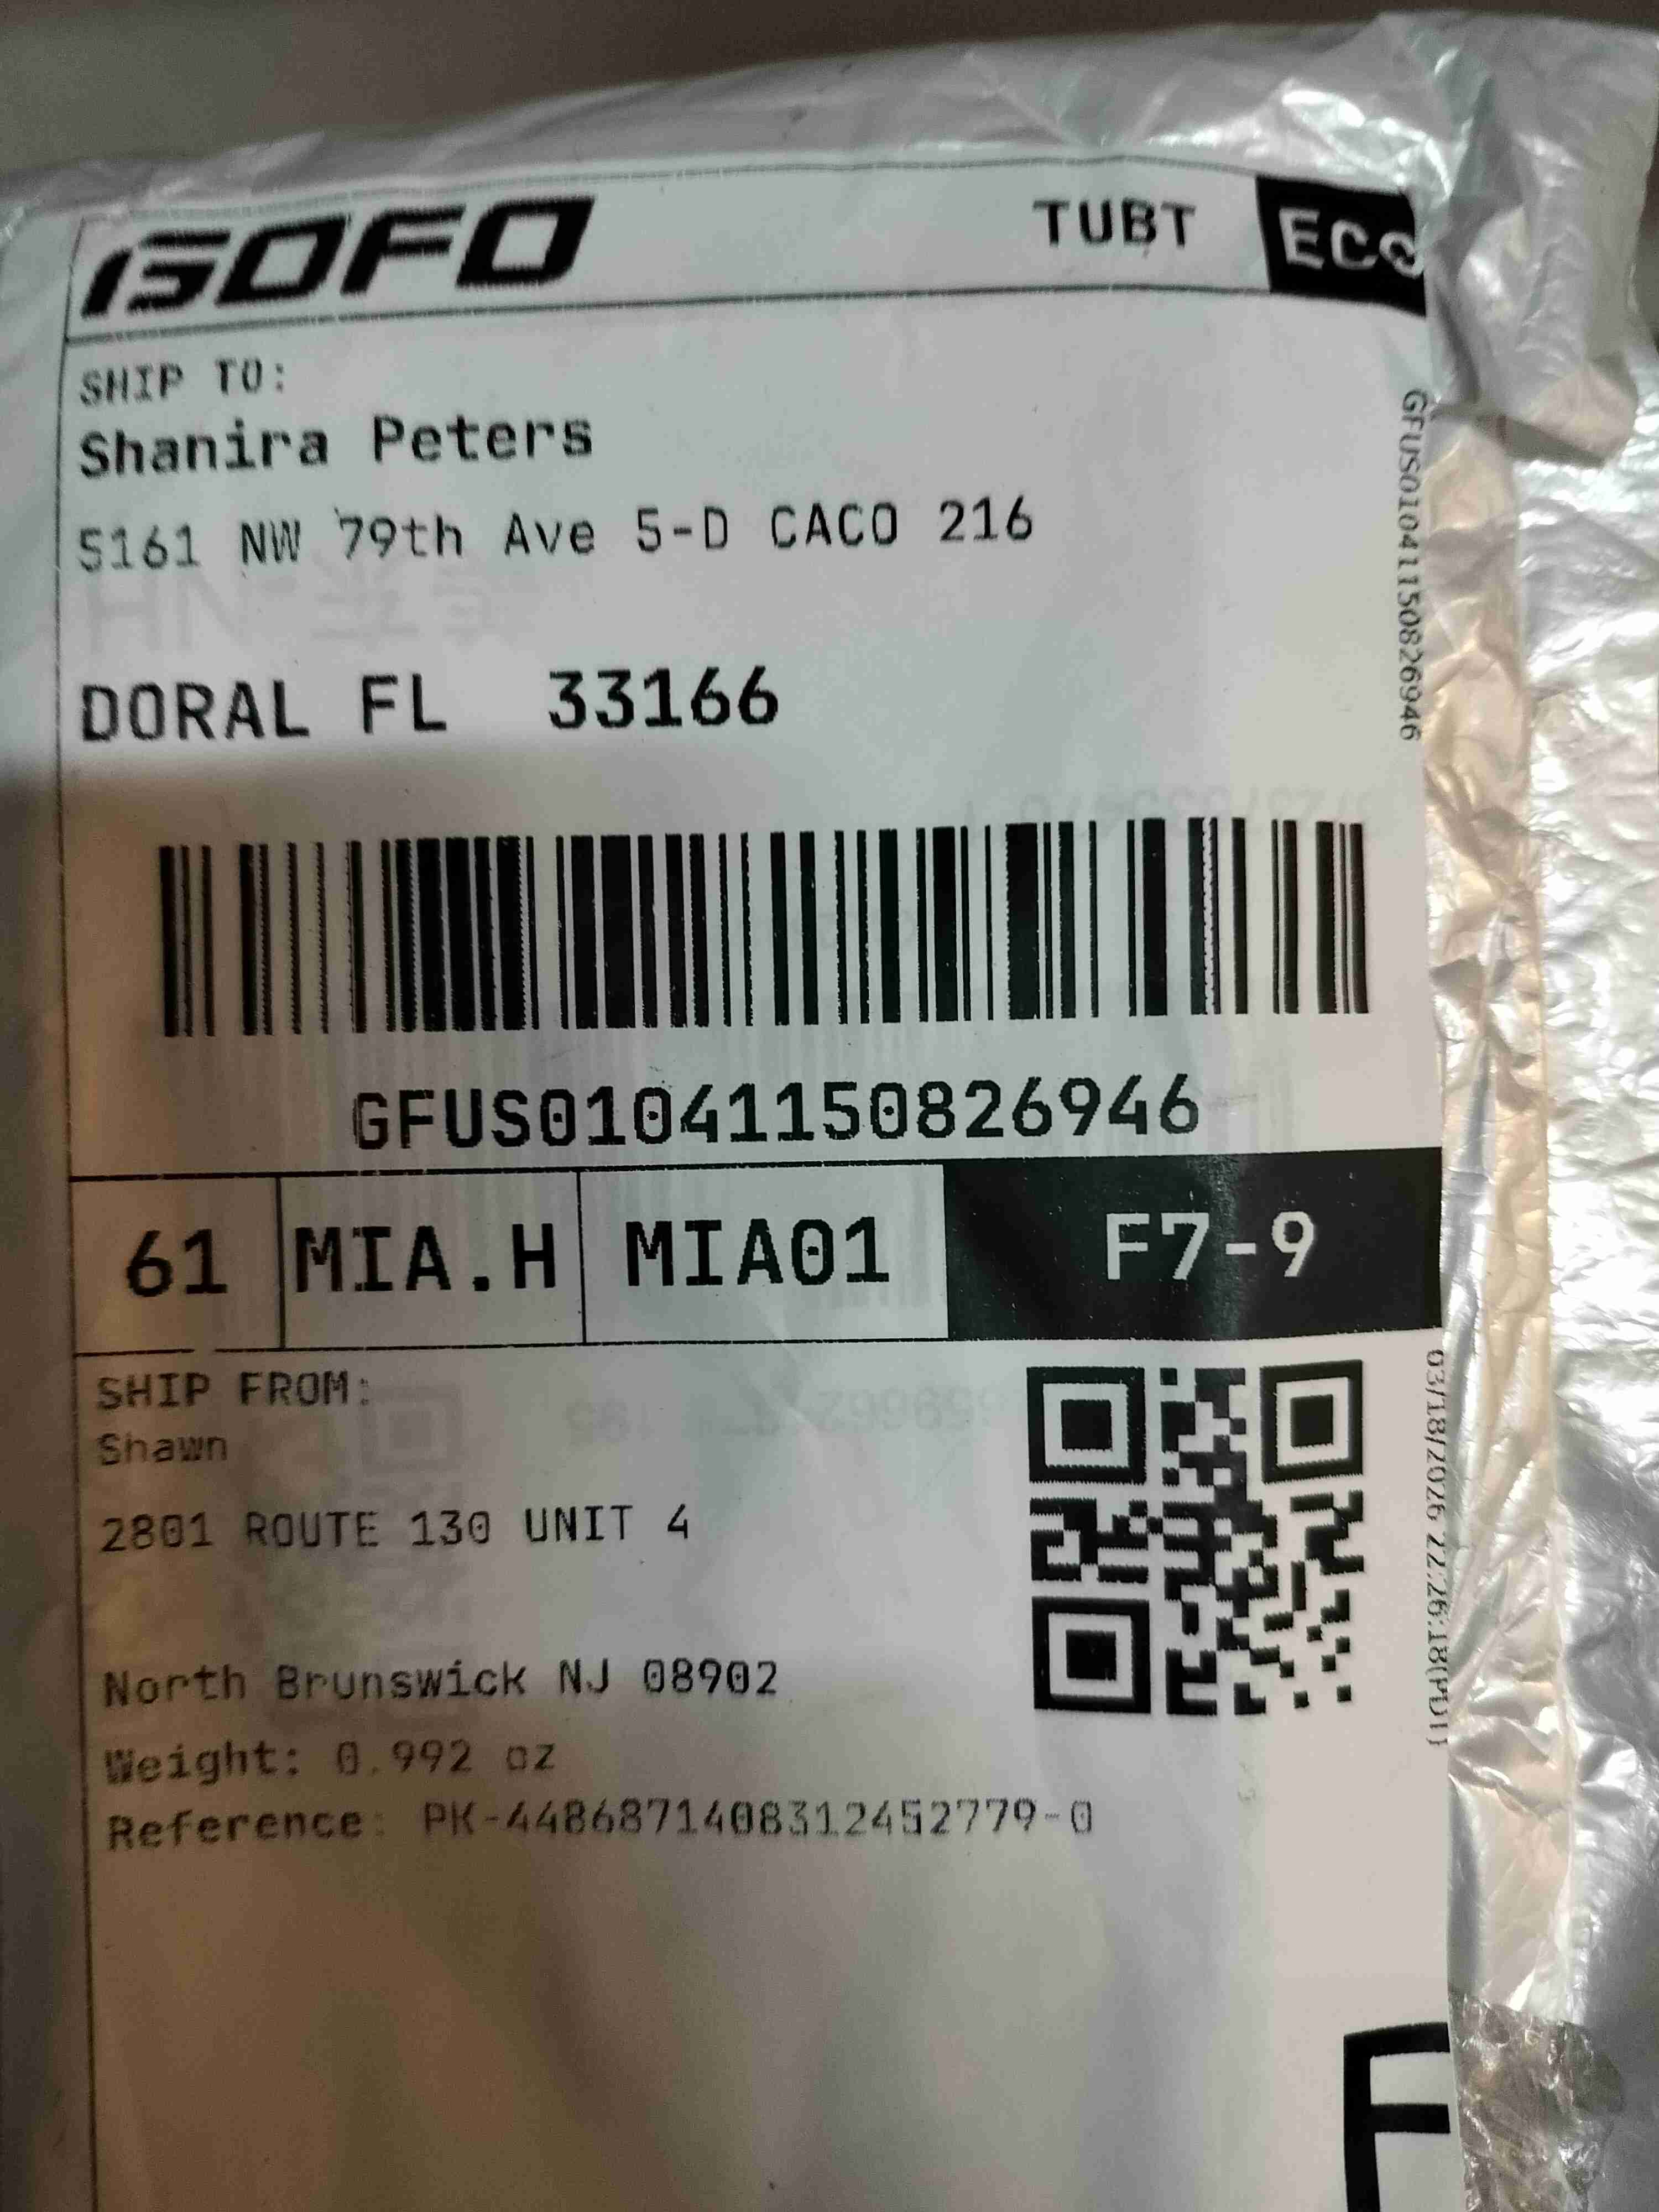 GOFO TUBT ECO
SHIP TO:
Shanira Peters
5161 NW 79th Ave 5-D CACO 216
DORAL FL 33166
GFUS01041150826946
GFUS01041150826946
61 MIA.H MIA01 F7-9
SHIP FROM:
Shawn
2801 ROUTE 130 UNIT 4
North Brunswick NJ 08902
Weight: 0.992 oz
Reference: PK-4486871408312452779-0
03/18/2026 22:26:18(PDT)
F